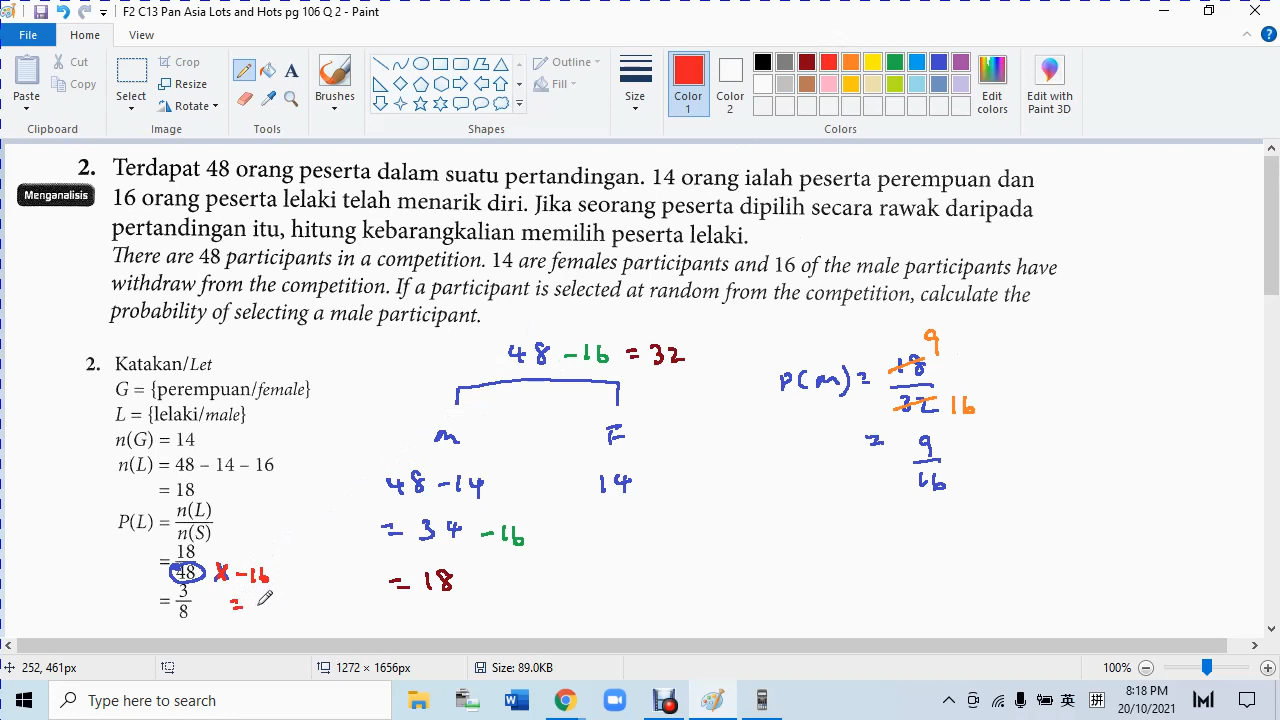 F2 C13 Pan Asia Lots and Hots pg 106 Q 2 - Paint
File Home View
Paste Cut Copy Clipboard
Select Crop Resize Rotate Image
Tools
Brushes
Shapes Outline Fill
Size
Color 1 Color 2 Edit colors Colors
Edit with Paint 3D
2. Terdapat 48 orang peserta dalam suatu pertandingan. 14 orang ialah peserta perempuan dan
Menganalisis
16 orang peserta lelaki telah menarik diri. Jika seorang peserta dipilih secara rawak daripada
pertandingan itu, hitung kebarangkalian memilih peserta lelaki.
There are 48 participants in a competition. 14 are females participants and 16 of the male participants have
withdraw from the competition. If a participant is selected at random from the competition, calculate the
probability of selecting a male participant.
2. Katakan/Let
G = {perempuan/female}
L = {lelaki/male}
n(G) = 14
n(L) = 48 – 14 – 16
= 18
P(L) = n(L)/n(S)
= 18/48 x -16
= 3/8 =
48 -16 = 32
m F
48 -14 14
= 34 -16
= 18
P(m) = 18/32 9 16
= 9/16
252, 461px
1272 × 1656px
Size: 89.0KB
100%
Type here to search
英 拼
8:18 PM
20/10/2021